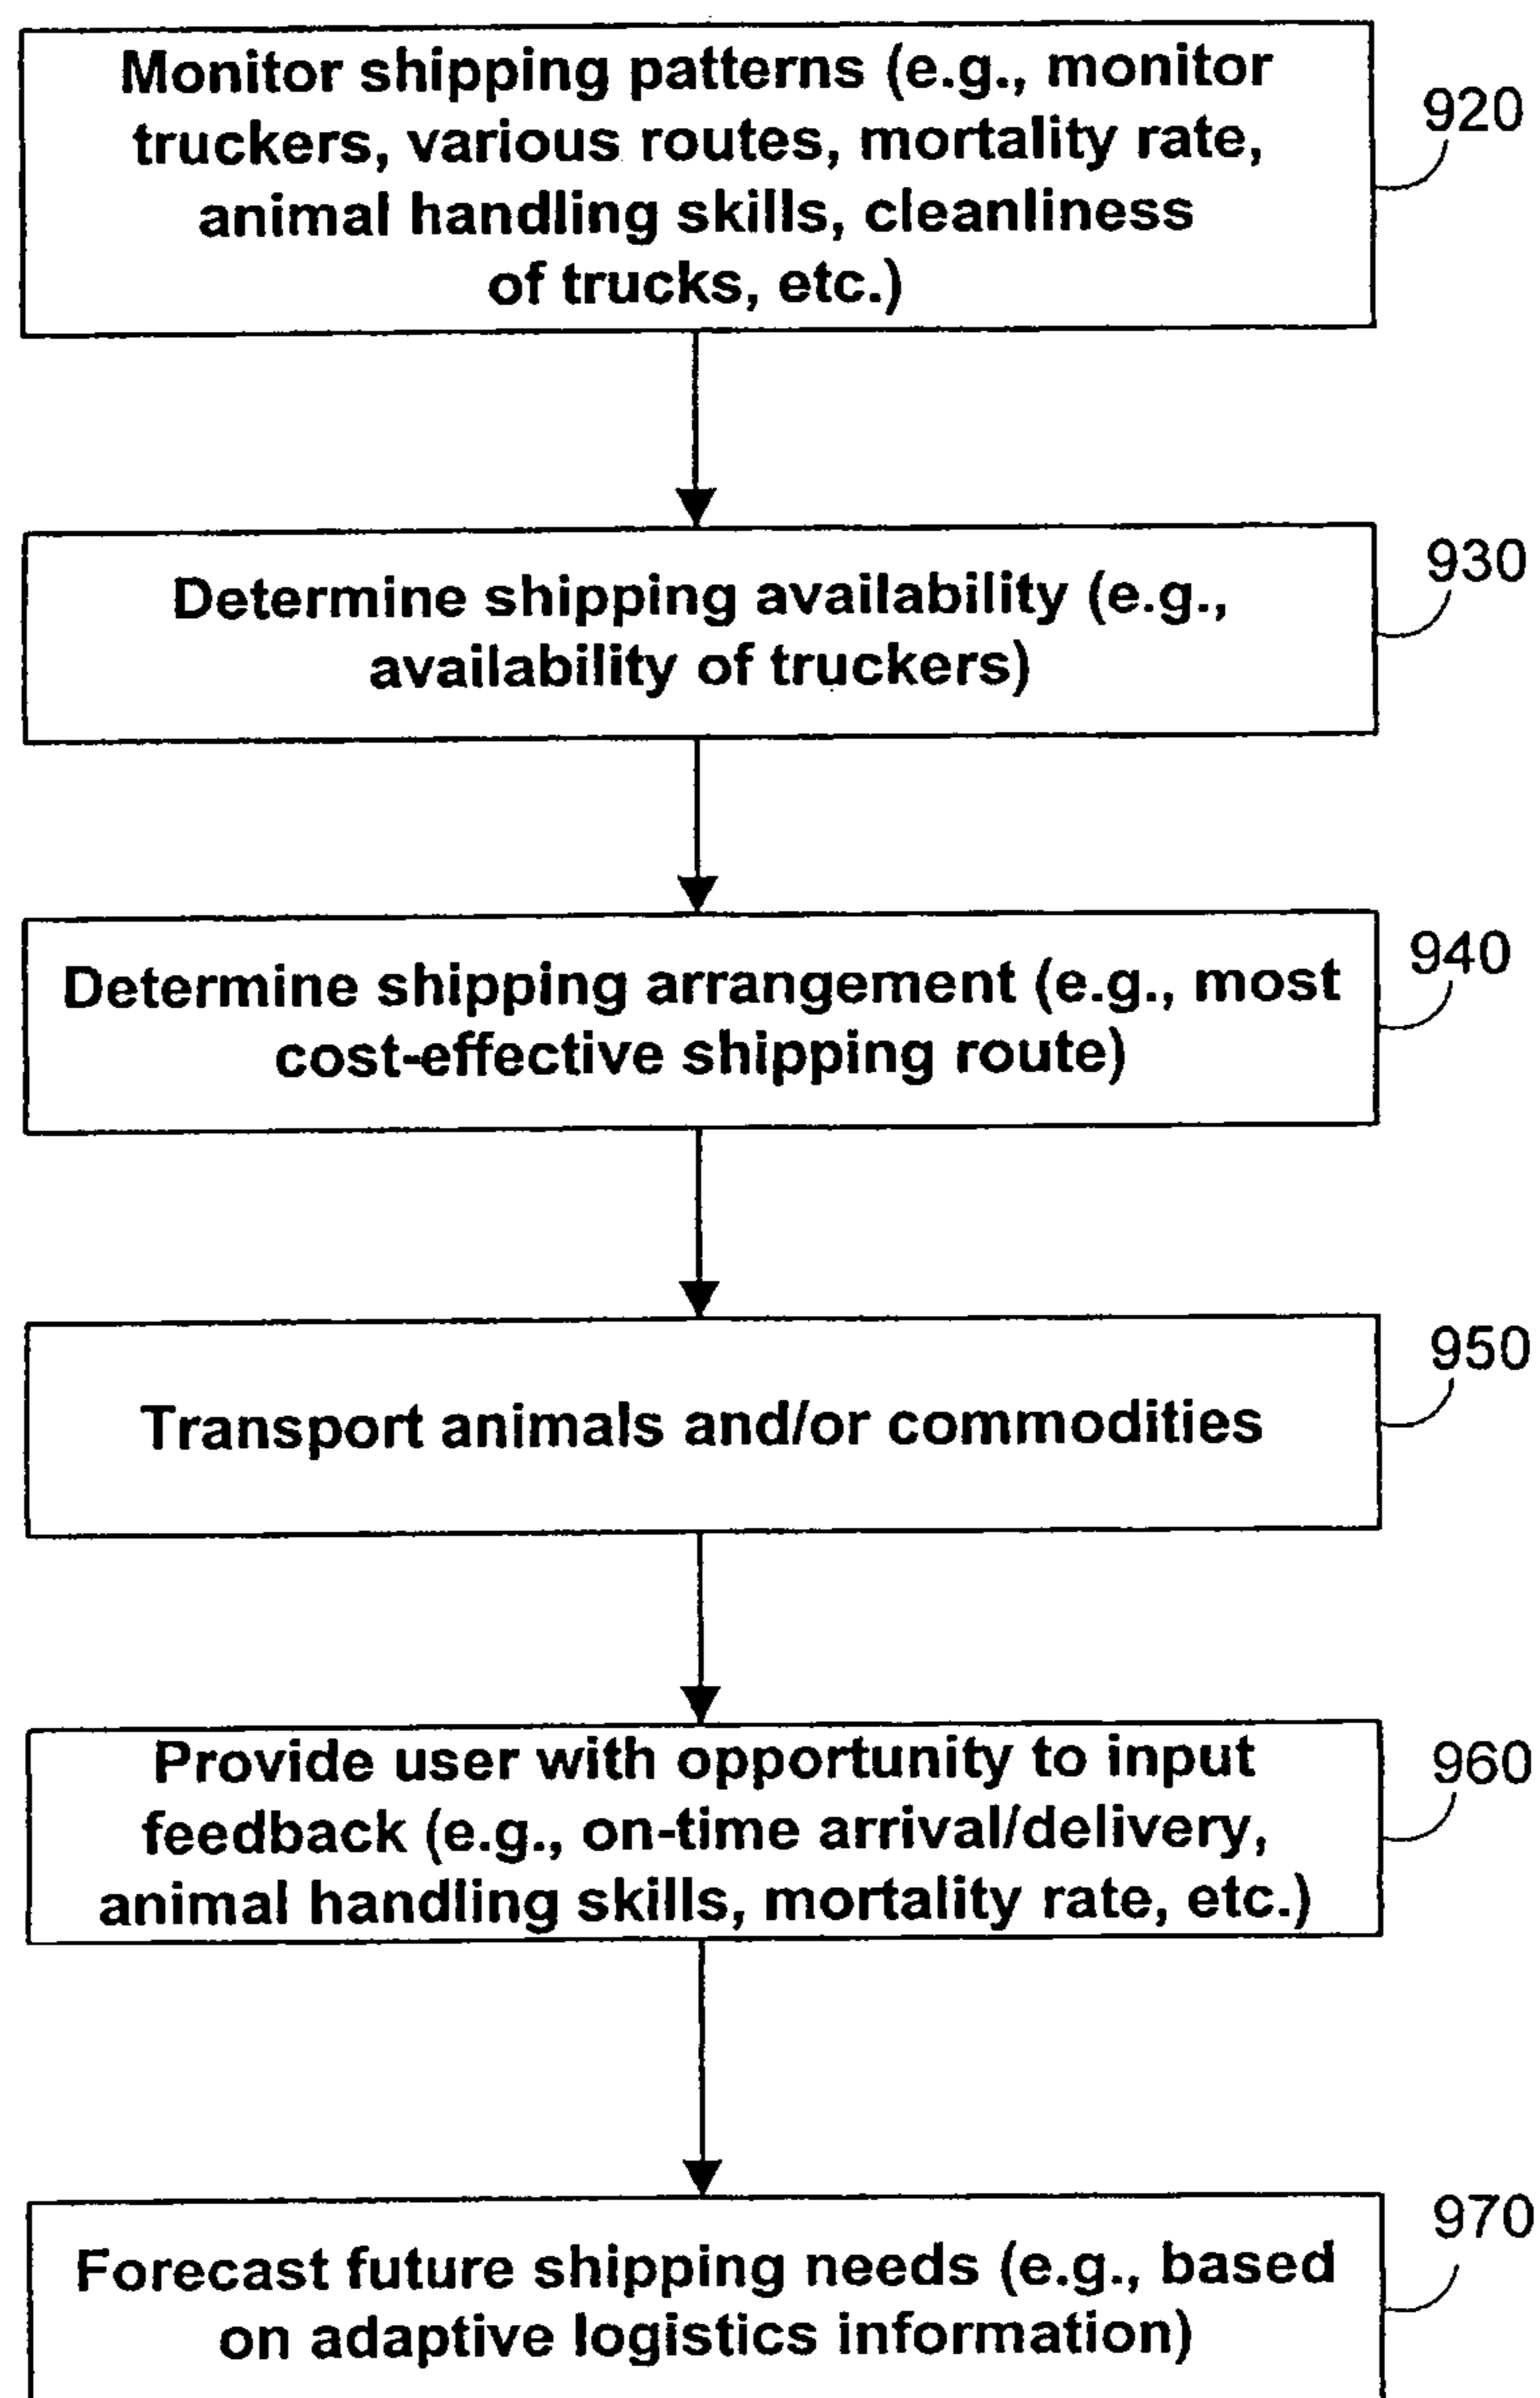 Monitor shipping patterns (e.g., monitor
truckers, various routes, mortality rate,
animal handling skills, cleanliness
of trucks, etc.)
920
Determine shipping availability (e.g.,
availability of truckers)
930
Determine shipping arrangement (e.g., most
cost-effective shipping route)
940
Transport animals and/or commodities
950
Provide user with opportunity to input
feedback (e.g., on-time arrival/delivery,
animal handling skills, mortality rate, etc.)
960
Forecast future shipping needs (e.g., based
on adaptive logistics information)
970